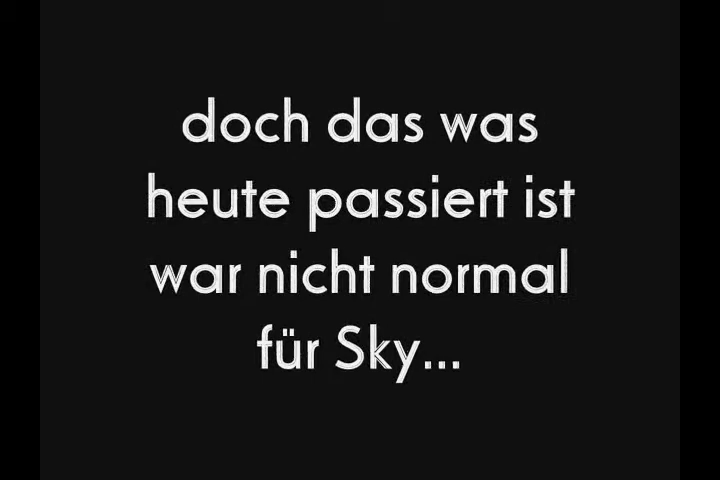 doch das was
heute passiert ist
war nicht normal
für Sky...